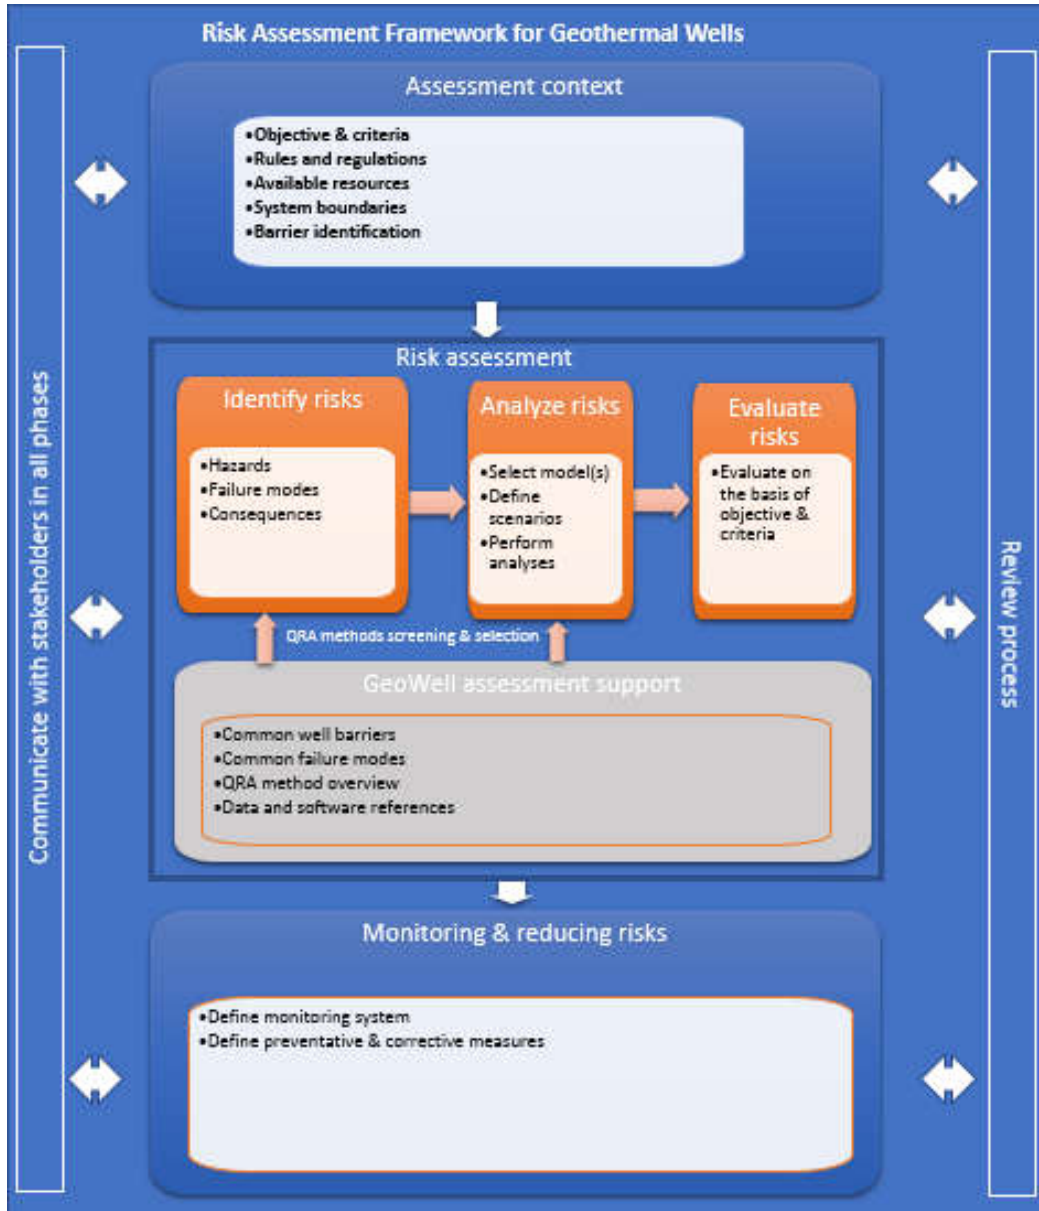 Risk Assessment Framework for Geothermal Wells
Communicate with stakeholders in all phases
Assessment context
•Objective & criteria
•Rules and regulations
•Available resources
•System boundaries
•Barrier identification
Risk assessment
Identify risks
•Hazards
•Failure modes
•Consequences
Analyze risks
•Select model(s)
•Define
scenarios
•Perform
analyses
Evaluate
risks
•Evaluate on
the basis of
objective &
criteria
QRA methods screening & selection
GeoWell assessment support
•Common well barriers
•Common failure modes
•QRA method overview
•Data and software references
Monitoring & reducing risks
•Define monitoring system
•Define preventative & corrective measures
Review process